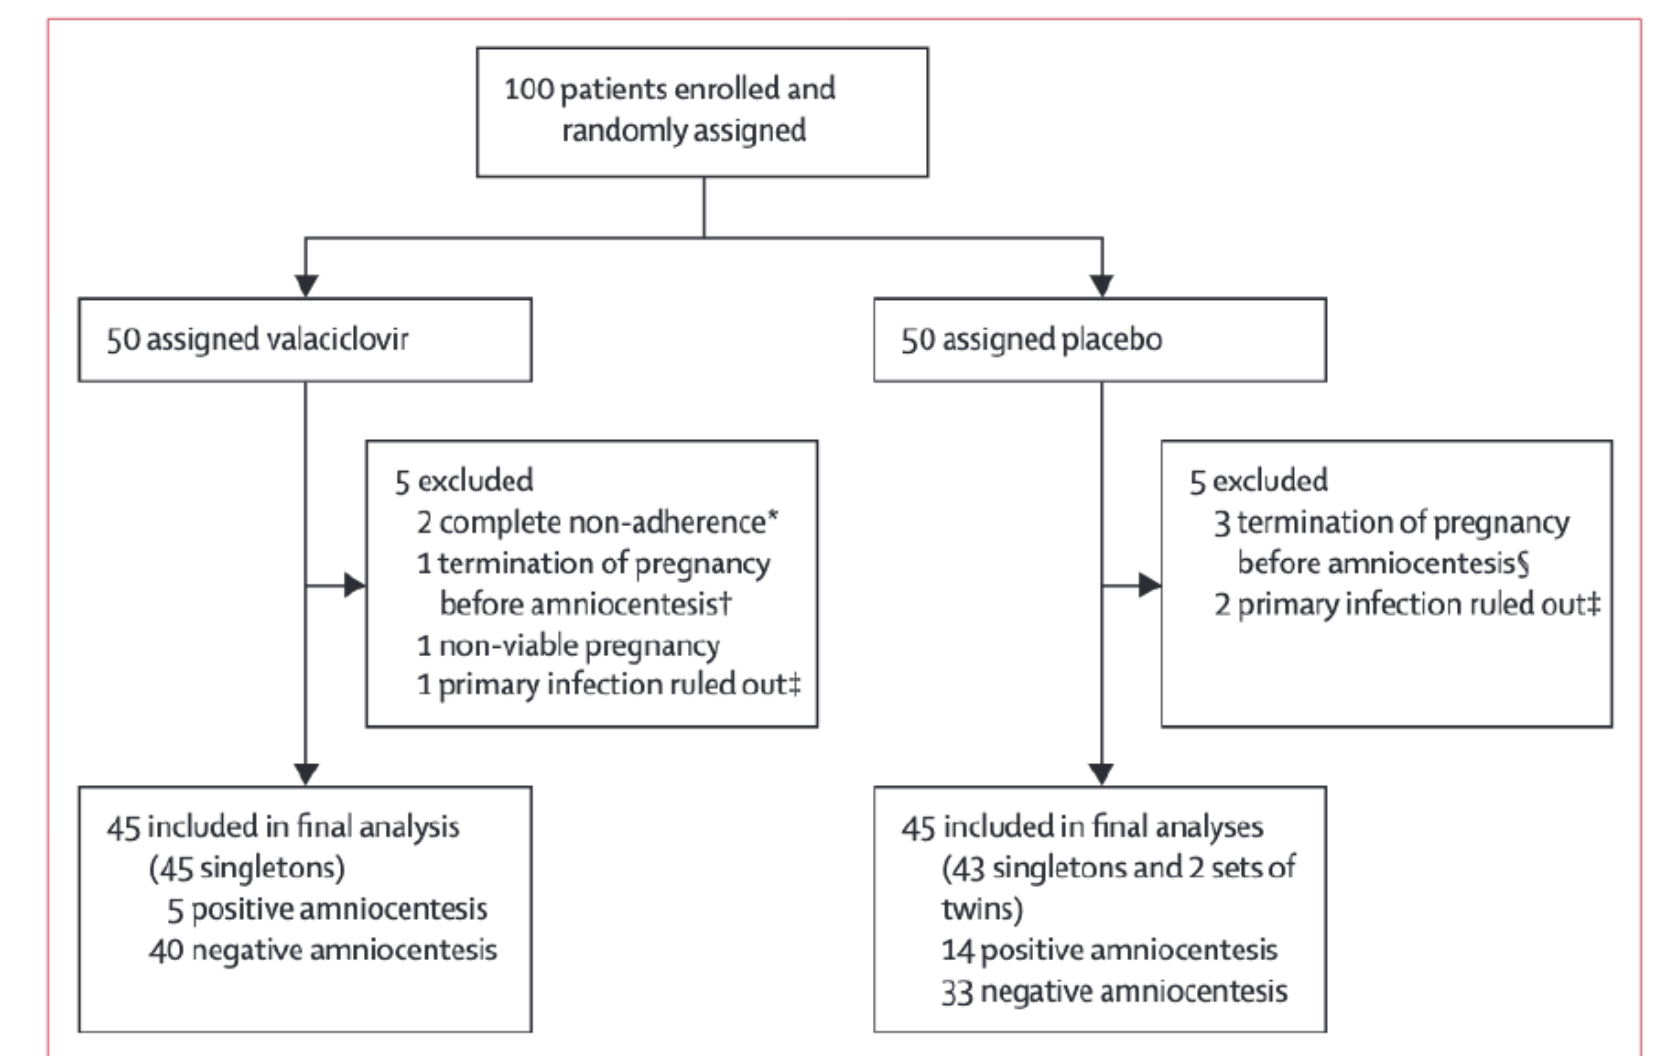 100 patients enrolled and
randomly assigned
50 assigned valaciclovir
50 assigned placebo
5 excluded
2 complete non-adherence*
1 termination of pregnancy
before amniocentesis†
1 non-viable pregnancy
1 primary infection ruled out‡
5 excluded
3 termination of pregnancy
before amniocentesis§
2 primary infection ruled out‡
45 included in final analysis
(45 singletons)
5 positive amniocentesis
40 negative amniocentesis
45 included in final analyses
(43 singletons and 2 sets of
twins)
14 positive amniocentesis
33 negative amniocentesis